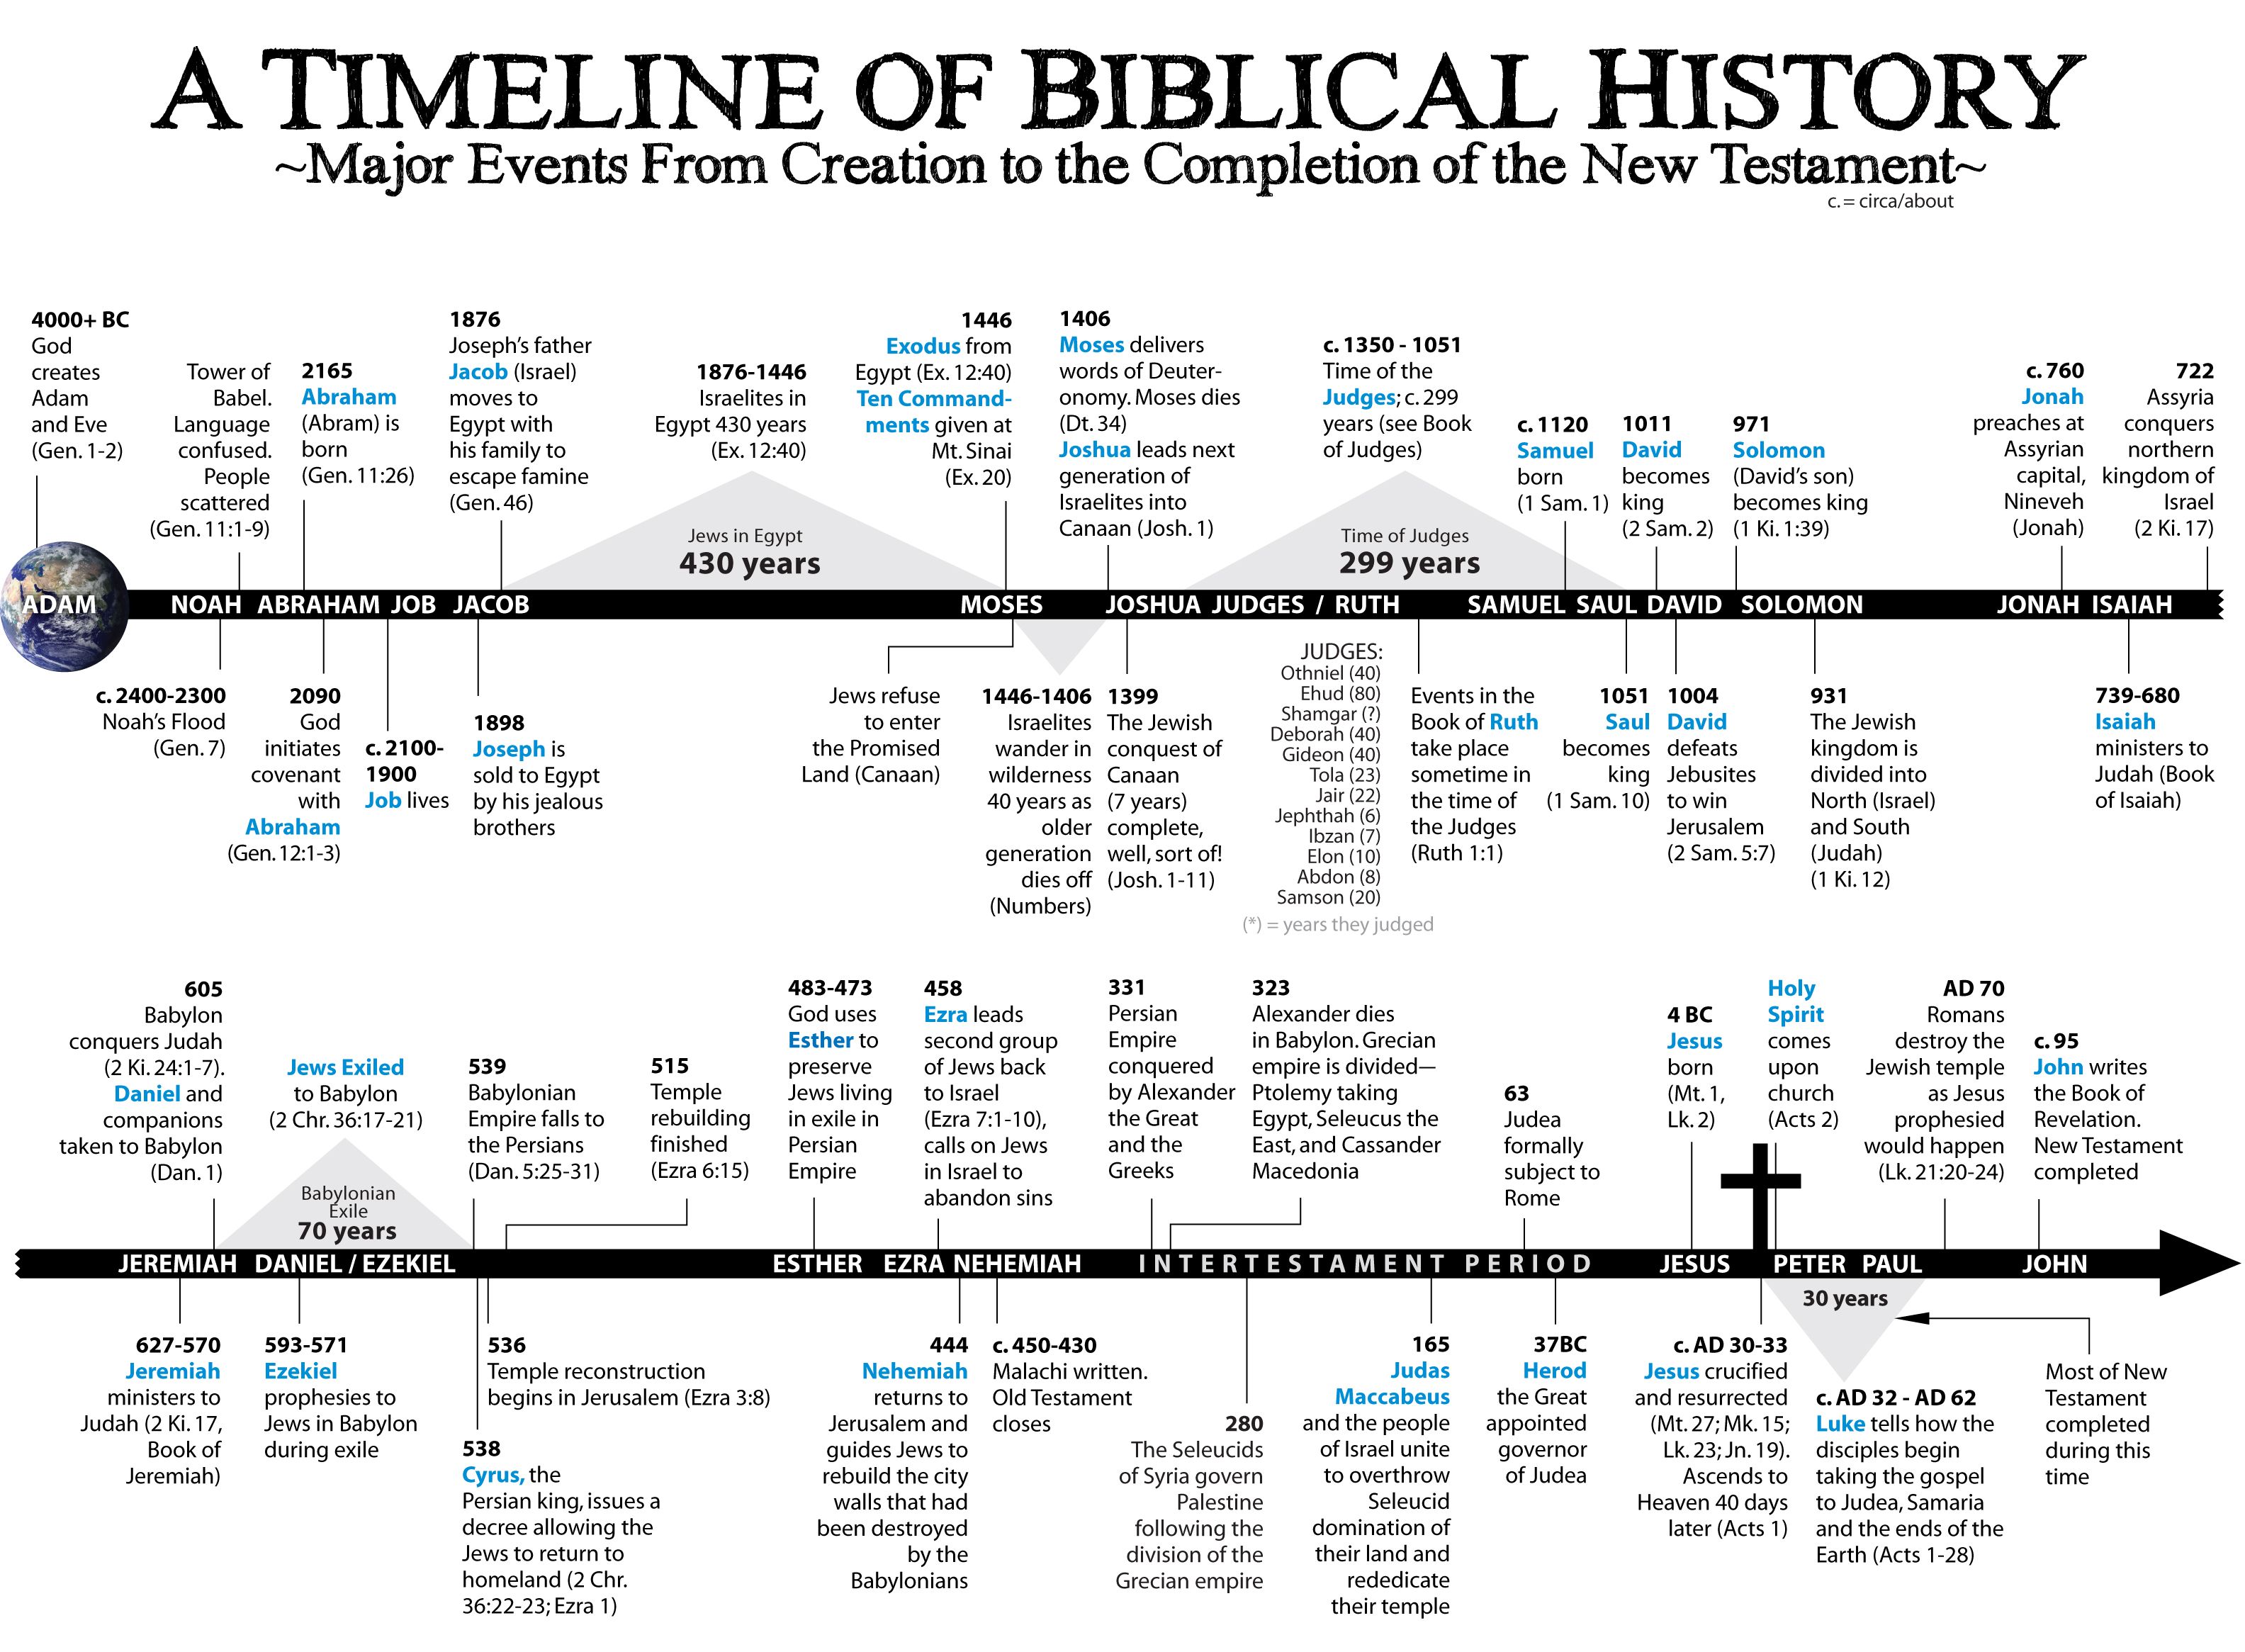 A TIMELINE OF BIBLICAL HISTORY
~Major Events From Creation to the Completion of the New Testament~
c. = circa/about
4000+ BC
God
creates
Adam
and Eve
(Gen. 1-2)
Tower of
Babel.
Language
confused.
People
scattered
(Gen. 11:1-9)
2165
Abraham
(Abram) is
born
(Gen. 11:26)
1876
Joseph's father
Jacob (Israel)
moves to
Egypt with
his family to
escape famine
(Gen. 46)
1876-1446
Israelites in
Egypt 430 years
(Ex. 12:40)
Jews in Egypt
430 years
1446
Exodus from
Egypt (Ex. 12:40)
Ten Command-
ments given at
Mt. Sinai
(Ex. 20)
1406
Moses delivers
words of Deuter-
onomy. Moses dies
(Dt. 34)
Joshua leads next
generation of
Israelites into
Canaan (Josh. 1)
c. 1350 - 1051
Time of the
Judges; c. 299
years (see Book
of Judges)
Time of Judges
299 years
c. 1120
Samuel
born
(1 Sam. 1)
1011
David
becomes
king
(2 Sam. 2)
971
Solomon
(David's son)
becomes king
(1 Ki. 1:39)
c. 760
Jonah
preaches at
Assyrian
capital,
Nineveh
(Jonah)
722
Assyria
conquers
northern
kingdom of
Israel
(2 Ki. 17)
ADAM NOAH ABRAHAM JOB JACOB MOSES JOSHUA JUDGES / RUTH SAMUEL SAUL DAVID SOLOMON JONAH ISAIAH
c. 2400-2300
Noah's Flood
(Gen. 7)
2090
God
initiates
covenant
with
Abraham
(Gen. 12:1-3)
c. 2100-
1900
Job lives
1898
Joseph is
sold to Egypt
by his jealous
brothers
Jews refuse
to enter
the Promised
Land (Canaan)
1446-1406
Israelites
wander in
wilderness
40 years as
older
generation
dies off
(Numbers)
1399
The Jewish
conquest of
Canaan
(7 years)
complete,
well, sort of!
(Josh. 1-11)
JUDGES:
Othniel (40)
Ehud (80)
Shamgar (?)
Deborah (40)
Gideon (40)
Tola (23)
Jair (22)
Jephthah (6)
Ibzan (7)
Elon (10)
Abdon (8)
Samson (20)
(*) = years they judged
Events in the
Book of Ruth
take place
sometime in
the time of
the Judges
(Ruth 1:1)
1051
Saul
becomes
king
(1 Sam. 10)
1004
David
defeats
Jebusites
to win
Jerusalem
(2 Sam. 5:7)
931
The Jewish
kingdom is
divided into
North (Israel)
and South
(Judah)
(1 Ki. 12)
739-680
Isaiah
ministers to
Judah (Book
of Isaiah)
605
Babylon
conquers Judah
(2 Ki. 24:1-7).
Daniel and
companions
taken to Babylon
(Dan. 1)
Jews Exiled
to Babylon
(2 Chr. 36:17-21)
Babylonian
Exile
70 years
539
Babylonian
Empire falls to
the Persians
(Dan. 5:25-31)
515
Temple
rebuilding
finished
(Ezra 6:15)
483-473
God uses
Esther to
preserve
Jews living
in exile in
Persian
Empire
458
Ezra leads
second group
of Jews back
to Israel
(Ezra 7:1-10),
calls on Jews
in Israel to
abandon sins
331
Persian
Empire
conquered
by Alexander
the Great
and the
Greeks
323
Alexander dies
in Babylon. Grecian
empire is divided—
Ptolemy taking
Egypt, Seleucus the
East, and Cassander
Macedonia
63
Judea
formally
subject to
Rome
4 BC
Jesus
born
(Mt. 1,
Lk. 2)
Holy
Spirit
comes
upon
church
(Acts 2)
AD 70
Romans
destroy the
Jewish temple
as Jesus
prophesied
would happen
(Lk. 21:20-24)
c. 95
John writes
the Book of
Revelation.
New Testament
completed
JEREMIAH DANIEL / EZEKIEL ESTHER EZRA NEHEMIAH INTERTESTAMENT PERIOD JESUS PETER PAUL JOHN
627-570
Jeremiah
ministers to
Judah (2 Ki. 17,
Book of
Jeremiah)
593-571
Ezekiel
prophesies to
Jews in Babylon
during exile
536
Temple reconstruction
begins in Jerusalem (Ezra 3:8)
538
Cyrus, the
Persian king, issues a
decree allowing the
Jews to return to
homeland (2 Chr.
36:22-23; Ezra 1)
444
Nehemiah
returns to
Jerusalem and
guides Jews to
rebuild the city
walls that had
been destroyed
by the
Babylonians
c. 450-430
Malachi written.
Old Testament
closes
280
The Seleucids
of Syria govern
Palestine
following the
division of the
Grecian empire
165
Judas
Maccabeus
and the people
of Israel unite
to overthrow
Seleucid
domination of
their land and
rededicate
their temple
37BC
Herod
the Great
appointed
governor
of Judea
c. AD 30-33
Jesus crucified
and resurrected
(Mt. 27; Mk. 15;
Lk. 23; Jn. 19).
Ascends to
Heaven 40 days
later (Acts 1)
30 years
c. AD 32 - AD 62
Luke tells how the
disciples begin
taking the gospel
to Judea, Samaria
and the ends of the
Earth (Acts 1-28)
Most of New
Testament
completed
during this
time